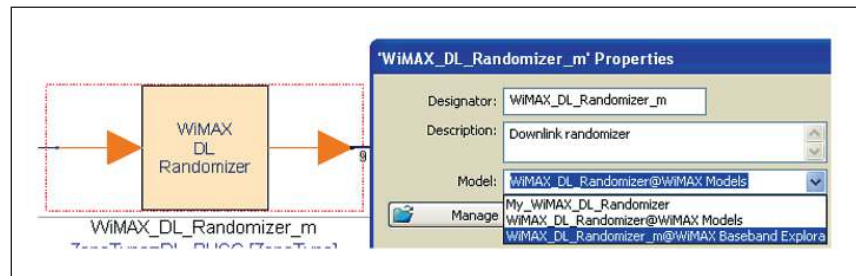 'WiMAX_DL_Randomizer_m' Properties
Designator: WiMAX_DL_Randomizer_m
Description: Downlink randomizer
Model: WiMAX_DL_Randomizer@WiMAX Models
Manage
My_WiMAX_DL_Randomizer
WiMAX_DL_Randomizer@WiMAX Models
WiMAX_DL_Randomizer_m@WiMAX Baseband Explora
WiMAX
DL
Randomizer
9
WiMAX_DL_Randomizer_m